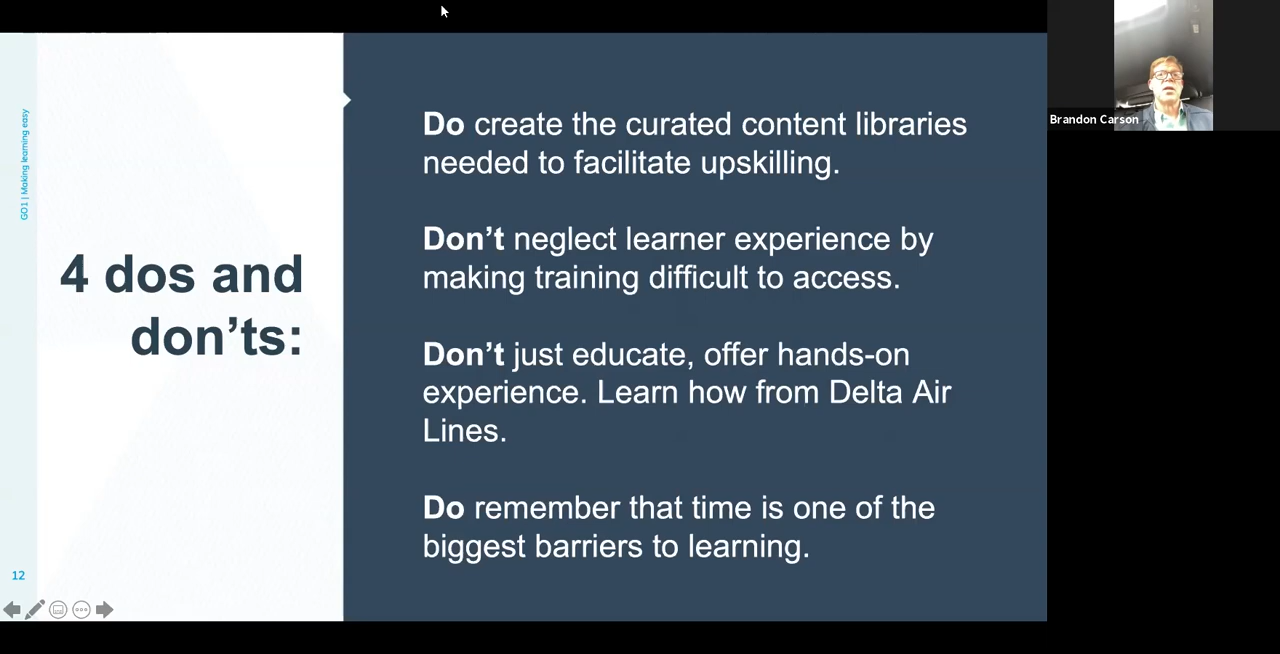 GO1 | Making learning easy
4 dos and
don’ts:
12
Do create the curated content libraries
needed to facilitate upskilling.
Don’t neglect learner experience by
making training difficult to access.
Don’t just educate, offer hands-on
experience. Learn how from Delta Air
Lines.
Do remember that time is one of the
biggest barriers to learning.
Brandon Carson